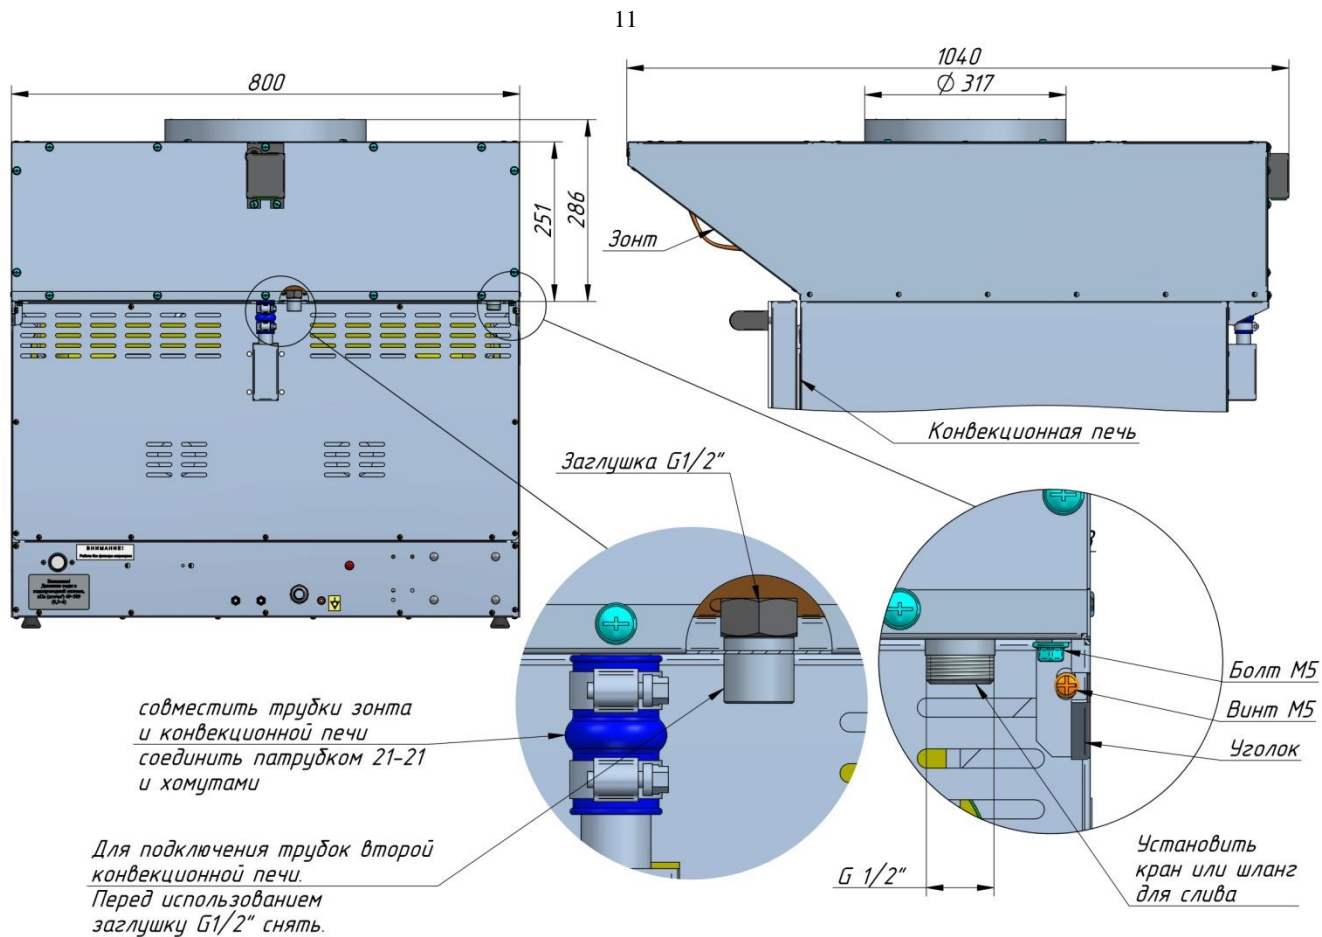 11
800
1040
Ø 317
251
286
Зонт
Конвекционная печь
Заглушка G1/2"
ВНИМАНИЕ!
Болт М5
Винт М5
Уголок
совместить трубки зонта
и конвекционной печи
соединить патрубком 21-21
и хомутами
Для подключения трубок второй
конвекционной печи.
Перед использованием
заглушку G1/2" снять.
G 1/2"
Установить
кран или шланг
для слива